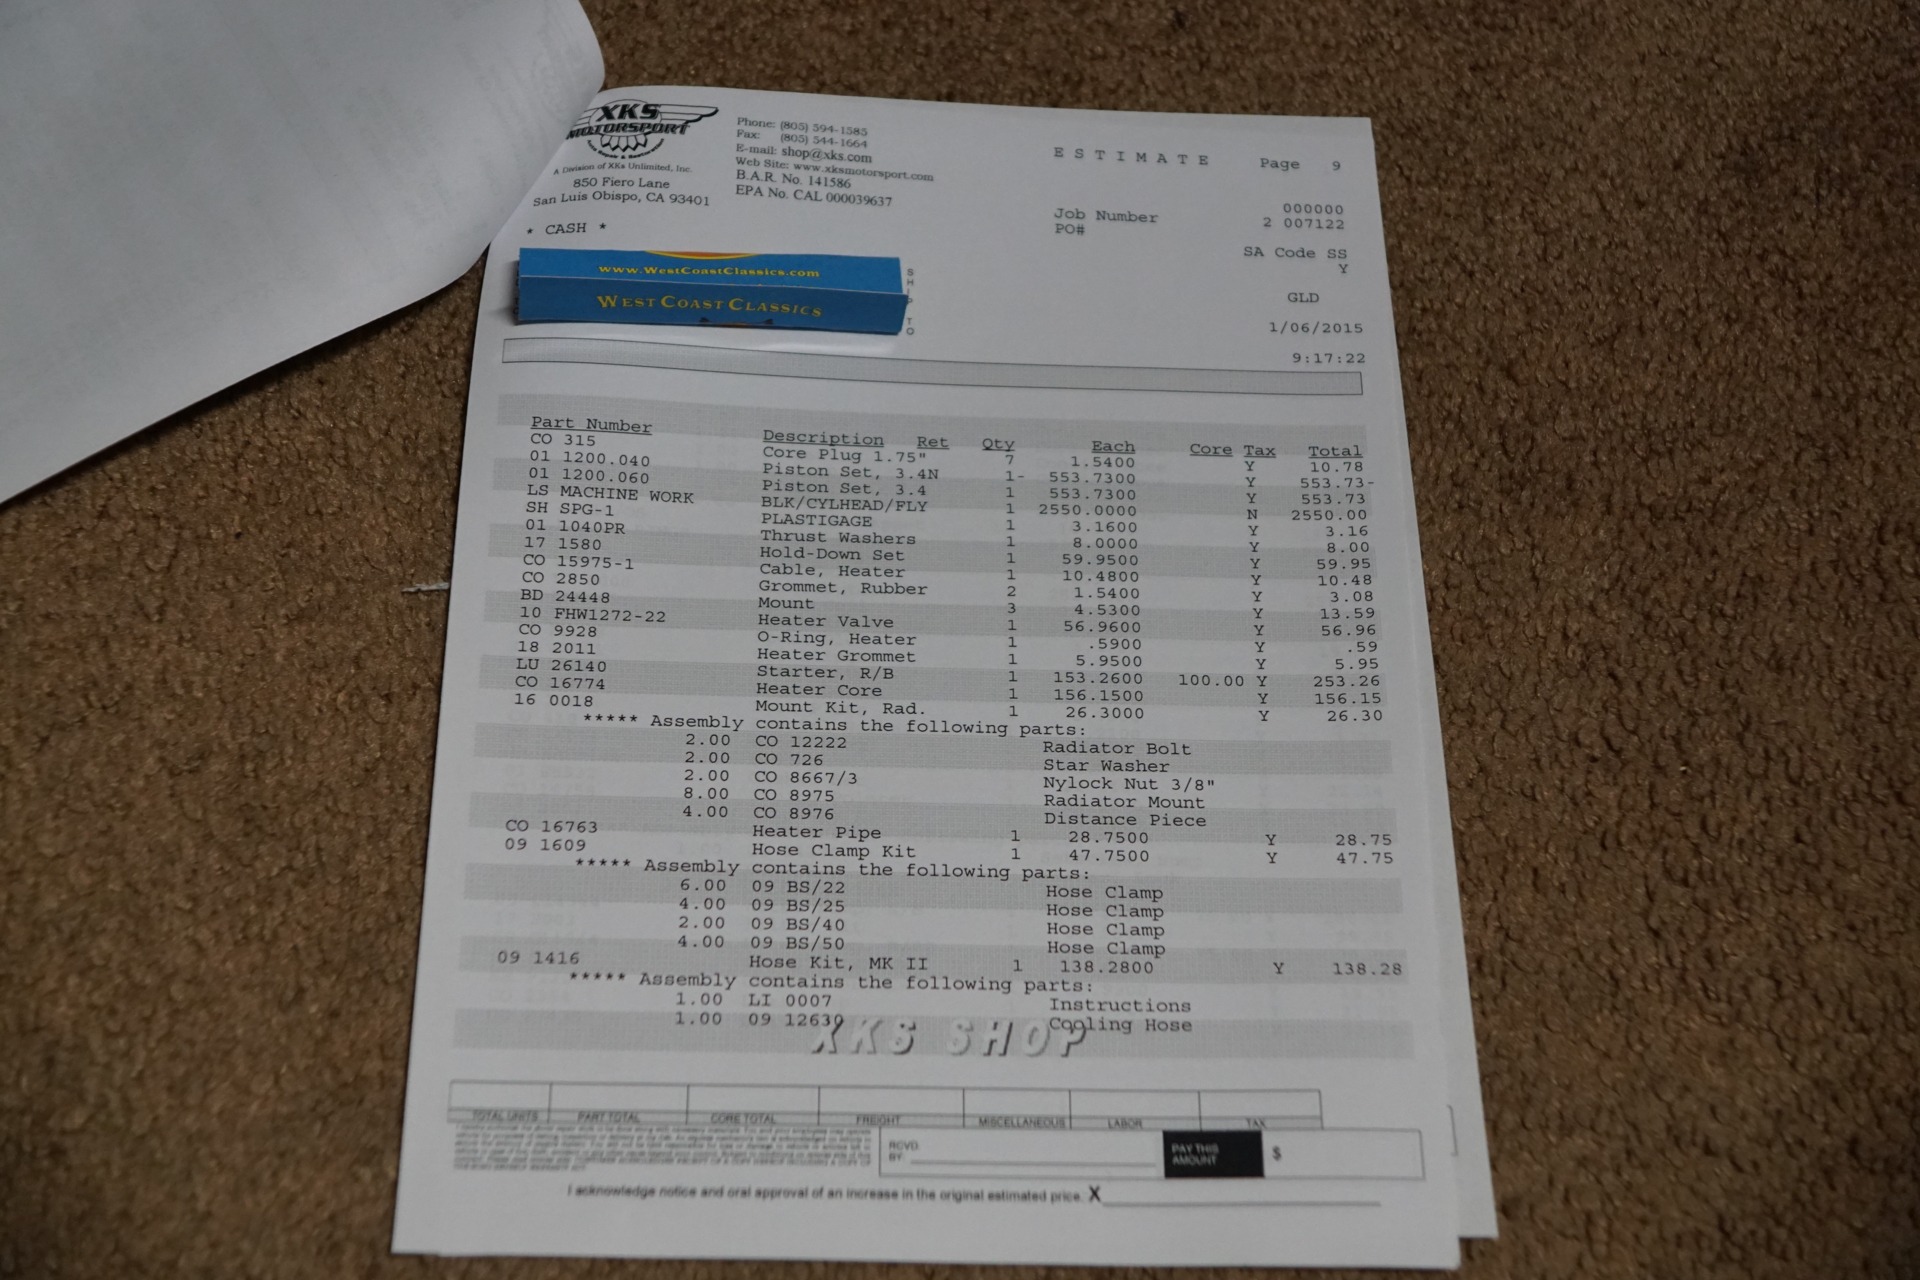 XKS
MOTORSPORT
A Division of XKs Unlimited, Inc.
850 Fiero Lane
San Luis Obispo, CA 93401
Phone: (805) 594-1585
Fax: (805) 544-1664
E-mail: shop@xks.com
Web Site: www.xksmotorsport.com
B.A.R. No. 141586
EPA No. CAL 000039637
ESTIMATE Page 9
000000
Job Number 2 007122
PO#
SA Code SS
Y
GLD
1/06/2015
9:17:22
* CASH *
www.WestCoastClassics.com
WEST COAST CLASSICS
Part Number Description Ret Qty Each Core Tax Total
CO 315 Core Plug 1.75" 7 1.5400 Y 10.78
01 1200.040 Piston Set, 3.4N 1- 553.7300 Y 553.73-
01 1200.060 Piston Set, 3.4 1 553.7300 Y 553.73
LS MACHINE WORK BLK/CYLHEAD/FLY 1 2550.0000 N 2550.00
SH SPG-1 PLASTIGAGE 1 3.1600 Y 3.16
01 1040PR Thrust Washers 1 8.0000 Y 8.00
17 1580 Hold-Down Set 1 59.9500 Y 59.95
CO 15975-1 Cable, Heater 1 10.4800 Y 10.48
CO 2850 Grommet, Rubber 2 1.5400 Y 3.08
BD 24448 Mount 3 4.5300 Y 13.59
10 FHW1272-22 Heater Valve 1 56.9600 Y 56.96
CO 9928 O-Ring, Heater 1 .5900 Y .59
18 2011 Heater Grommet 1 5.9500 Y 5.95
LU 26140 Starter, R/B 1 153.2600 100.00 Y 253.26
CO 16774 Heater Core 1 156.1500 Y 156.15
16 0018 Mount Kit, Rad. 1 26.3000 Y 26.30
***** Assembly contains the following parts:
2.00 CO 12222 Radiator Bolt
2.00 CO 726 Star Washer
2.00 CO 8667/3 Nylock Nut 3/8"
8.00 CO 8975 Radiator Mount
4.00 CO 8976 Distance Piece
CO 16763 Heater Pipe 1 28.7500 Y 28.75
09 1609 Hose Clamp Kit 1 47.7500 Y 47.75
***** Assembly contains the following parts:
6.00 09 BS/22 Hose Clamp
4.00 09 BS/25 Hose Clamp
2.00 09 BS/40 Hose Clamp
4.00 09 BS/50 Hose Clamp
09 1416 Hose Kit, MK II 1 138.2800 Y 138.28
***** Assembly contains the following parts:
1.00 LI 0007 Instructions
1.00 09 12639 Cooling Hose
XKS SHOP
TOTAL UNITS PART TOTAL CORE TOTAL FREIGHT MISCELLANEOUS LABOR TAX
RCVD
BY
PAY THIS
AMOUNT
$
I acknowledge notice and oral approval of an increase in the original estimated price. X